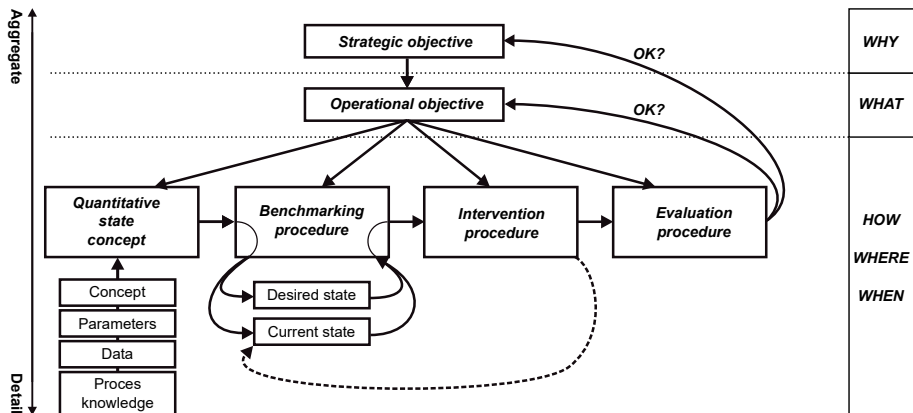 Aggregate
Strategic objective
OK?
WHY
Operational objective
OK?
WHAT
Quantitative
state
concept
Benchmarking
procedure
Intervention
procedure
Evaluation
procedure
HOW
WHERE
WHEN
Concept
Parameters
Data
Proces
knowledge
Desired state
Current state
Detail